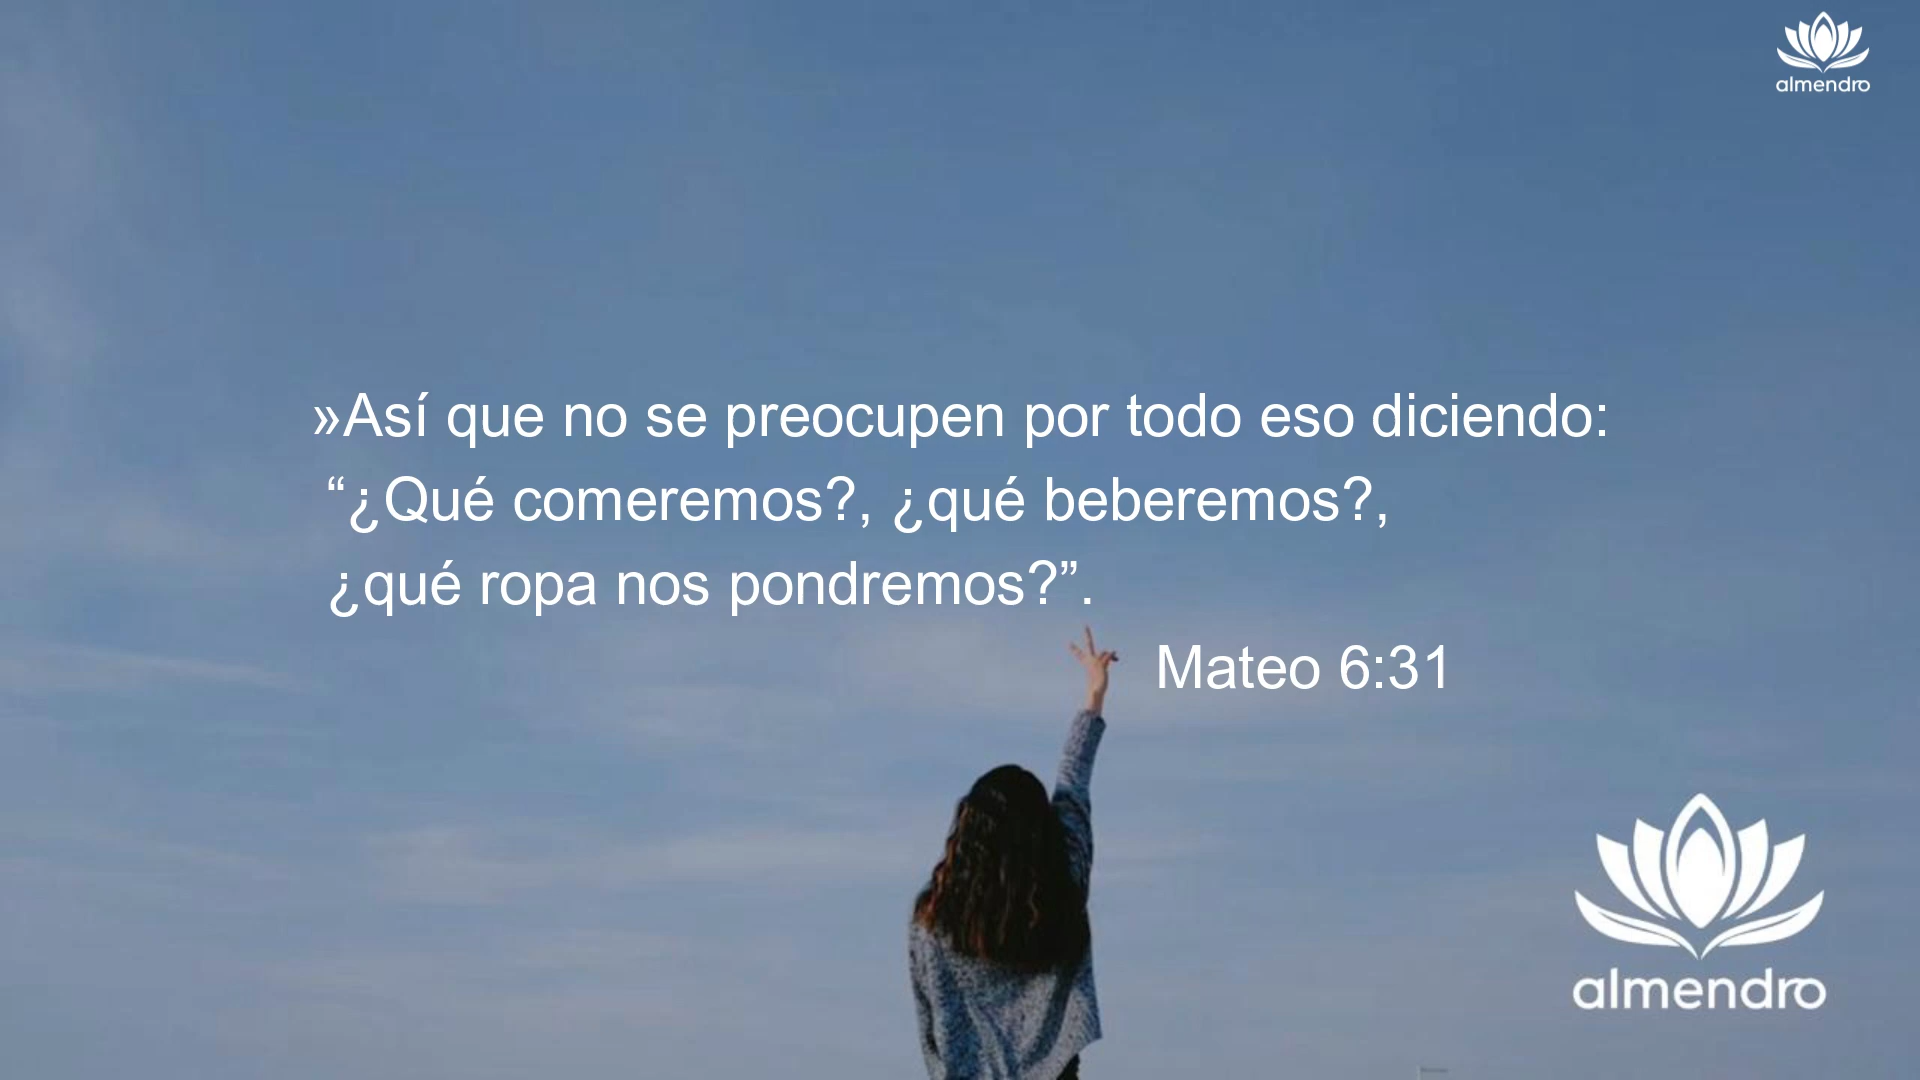 almendro
»Así que no se preocupen por todo eso diciendo:
“¿Qué comeremos?, ¿qué beberemos?,
¿qué ropa nos pondremos?”.
Mateo 6:31
almendro